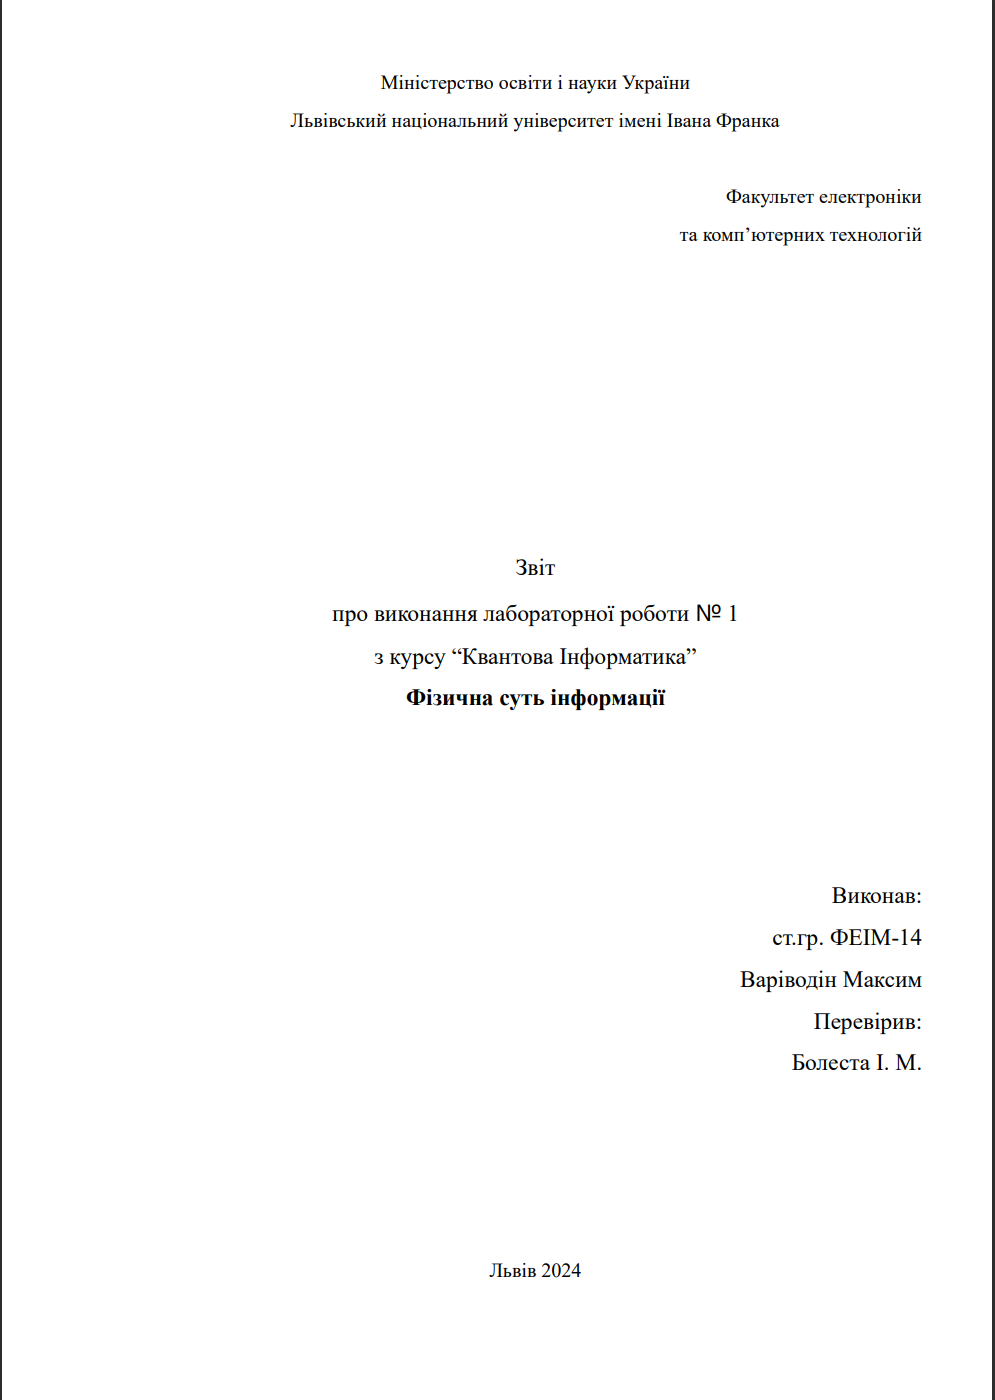 Міністерство освіти і науки України
Львівський національний університет імені Івана Франка
Факультет електроніки
та комп’ютерних технологій
Звіт
про виконання лабораторної роботи № 1
з курсу “Квантова Інформатика”
Фізична суть інформації
Виконав:
ст.гр. ФЕІМ-14
Варіводін Максим
Перевірив:
Болеста І. М.
Львів 2024